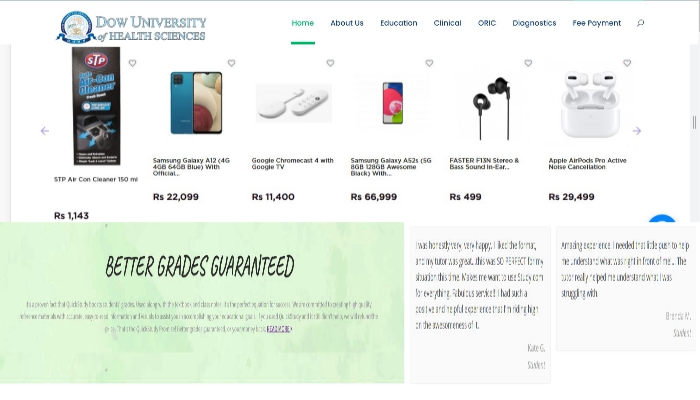 DOW UNIVERSITY
of HEALTH SCIENCES
Home About Us Education Clinical ORIC Diagnostics Fee Payment
STP
Air-Con
Cleaner
STP Air Con Cleaner 150 ml
Rs 1,143
Samsung Galaxy A12 (4G
4GB 64GB Blue) With
Official...
Rs 22,099
Google Chromecast 4 with
Google TV
Rs 11,400
Samsung Galaxy A52s (5G
8GB 128GB Awesome
Black) With...
Rs 66,999
FASTER F13N Stereo &
Bass Sound In-Ear...
Rs 499
Apple AirPods Pro Active
Noise Cancellation
Rs 29,499
BETTER GRADES GUARANTEED
READ MORE
I was honestly very, very happy. I liked the format,
and my tutor was great...this was SO PERFECT for my
situation this time. Makes me want to use Study.com
for everything. Fabulous service!! I had such a
positive and helpful experience that I'm riding high
on the awesomeness of it.
Kate G.
Student
Amazing experience. I needed that little push to help
me understand what was right in front of me... The
tutor really helped me understand what I was
struggling with.
Brenda M.
Student